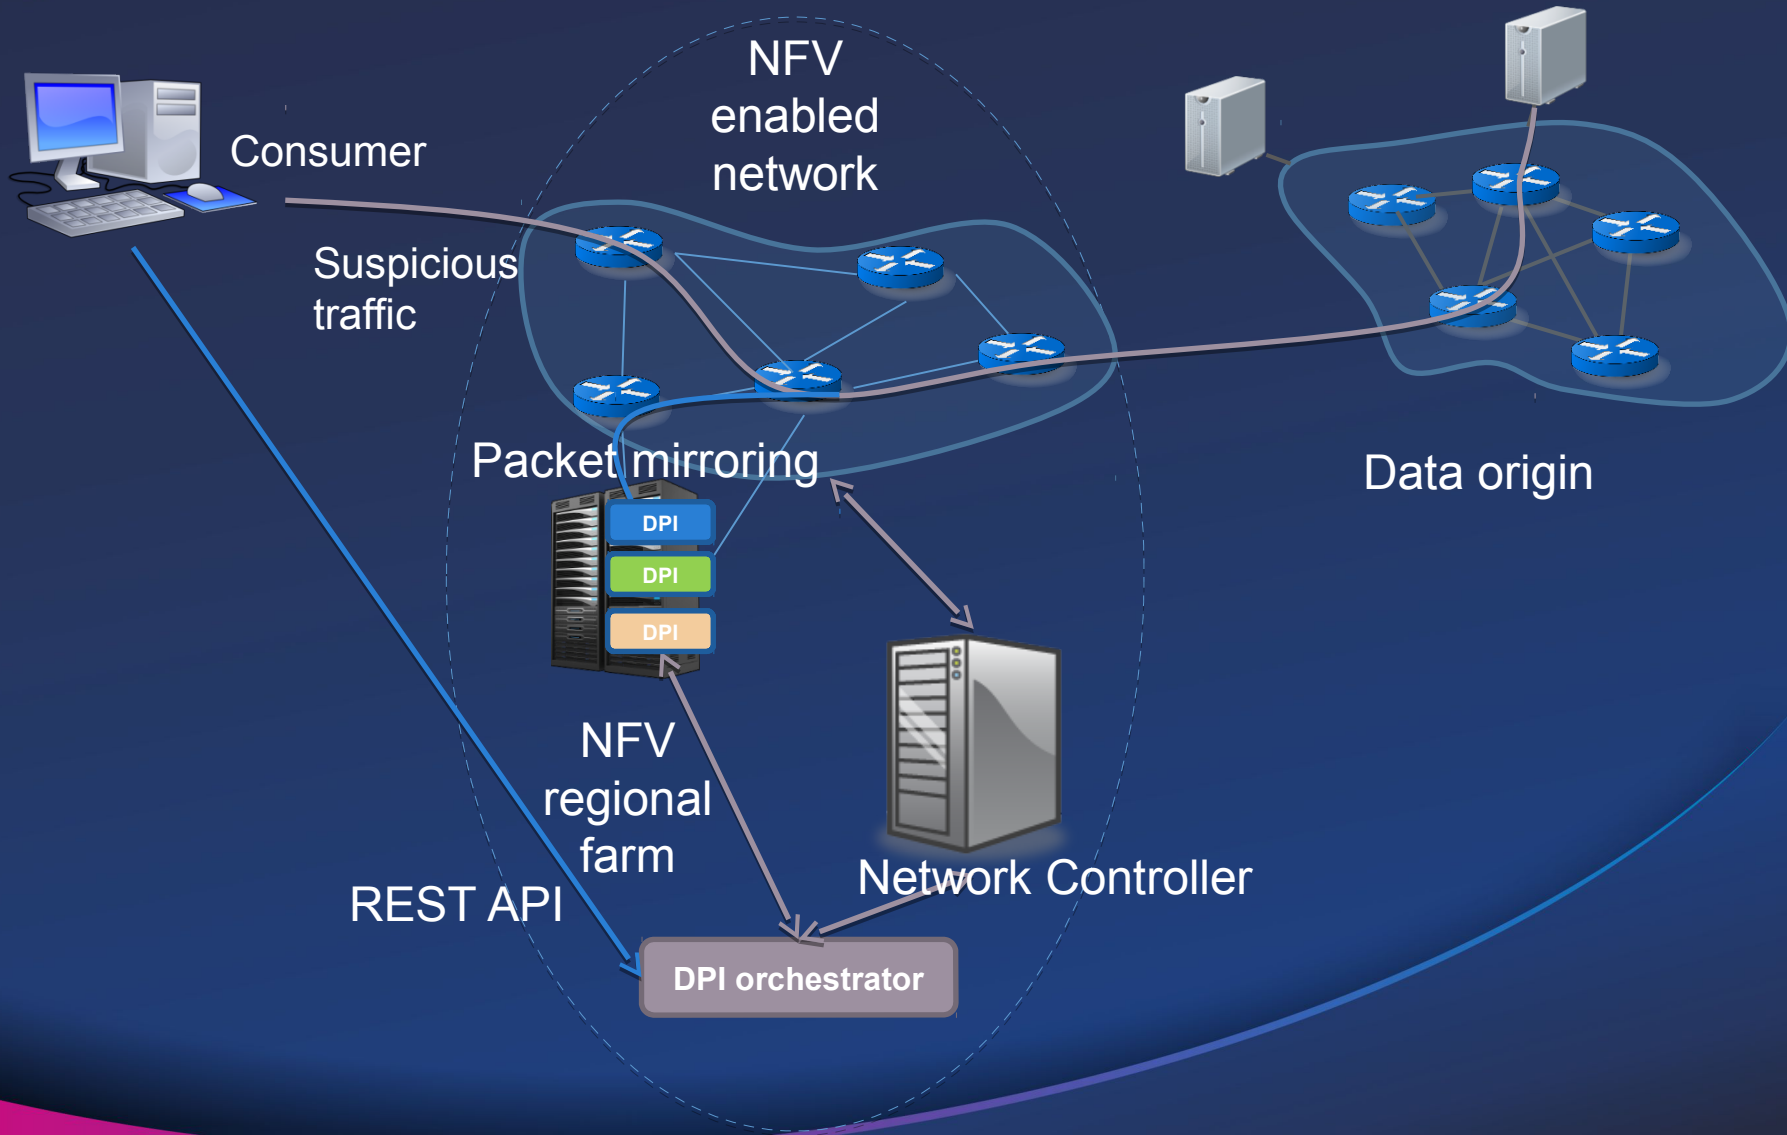 NFV
enabled
network
Consumer
Suspicious
traffic
Packet mirroring
Data origin
DPI
DPI
DPI
NFV
regional
farm
Network Controller
REST API
DPI orchestrator